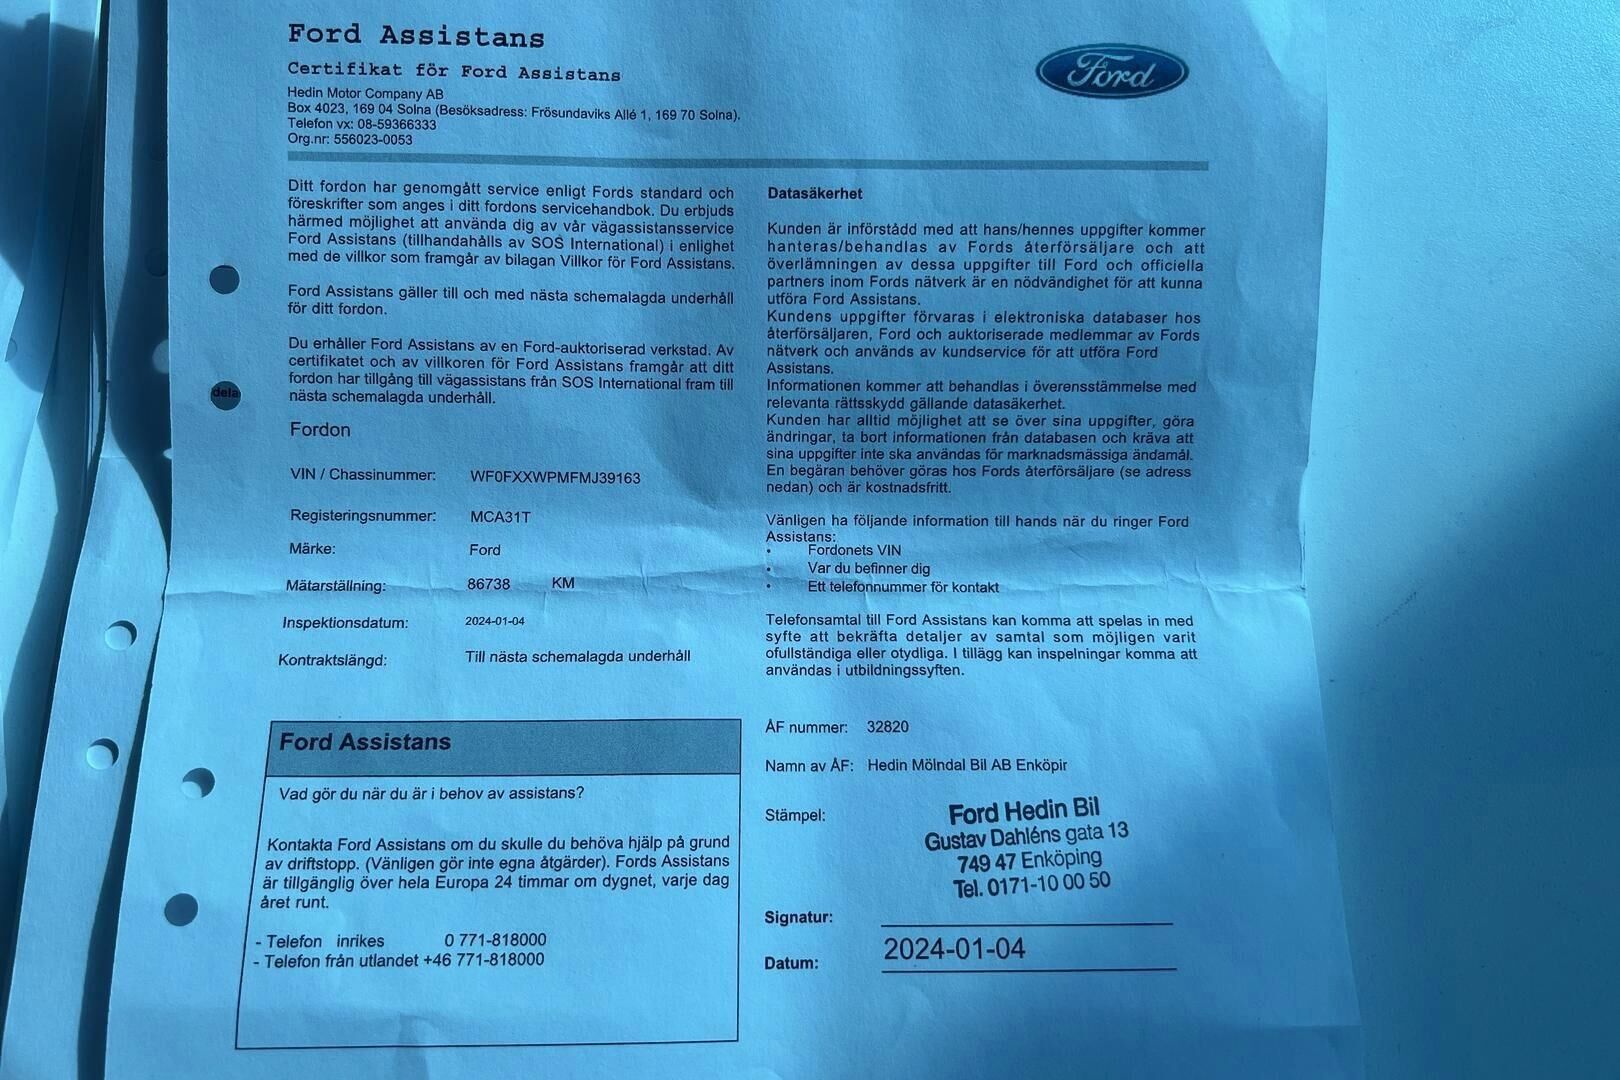 Ford Assistans
Certifikat för Ford Assistans
Hedin Motor Company AB
Box 4023, 169 04 Solna (Besöksadress: Frösundaviks Allé 1, 169 70 Solna).
Telefon vx: 08-59366333
Org.nr: 556023-0053
Ford
Ditt fordon har genomgått service enligt Fords standard och
föreskrifter som anges i ditt fordons servicehandbok. Du erbjuds
härmed möjlighet att använda dig av vår vägassistansservice
Ford Assistans (tillhandahålls av SOS International) i enlighet
med de villkor som framgår av bilagan Villkor för Ford Assistans.
Ford Assistans gäller till och med nästa schemalagda underhåll
för ditt fordon.
Du erhåller Ford Assistans av en Ford-auktoriserad verkstad. Av
certifikatet och av villkoren för Ford Assistans framgår att ditt
fordon har tillgång till vägassistans från SOS International fram till
nästa schemalagda underhåll.
dela
Fordon
VIN / Chassinummer: WF0FXXWPMFMJ39163
Registeringsnummer: MCA31T
Märke: Ford
Mätarställning: 86738 KM
Inspektionsdatum: 2024-01-04
Kontraktslängd: Till nästa schemalagda underhåll
Ford Assistans
Vad gör du när du är i behov av assistans?
Kontakta Ford Assistans om du skulle du behöva hjälp på grund
av driftstopp. (Vänligen gör inte egna åtgärder). Fords Assistans
är tillgänglig över hela Europa 24 timmar om dygnet, varje dag
året runt.
- Telefon inrikes 0 771-818000
- Telefon från utlandet +46 771-818000
Datasäkerhet
Kunden är införstådd med att hans/hennes uppgifter kommer
hanteras/behandlas av Fords återförsäljare och att
överlämningen av dessa uppgifter till Ford och officiella
partners inom Fords nätverk är en nödvändighet för att kunna
utföra Ford Assistans.
Kundens uppgifter förvaras i elektroniska databaser hos
återförsäljaren, Ford och auktoriserade medlemmar av Fords
nätverk och används av kundservice för att utföra Ford
Assistans.
Informationen kommer att behandlas i överensstämmelse med
relevanta rättsskydd gällande datasäkerhet.
Kunden har alltid möjlighet att se över sina uppgifter, göra
ändringar, ta bort informationen från databasen och kräva att
sina uppgifter inte ska användas för marknadsmässiga ändamål.
En begäran behöver göras hos Fords återförsäljare (se adress
nedan) och är kostnadsfritt.
Vänligen ha följande information till hands när du ringer Ford
Assistans:
• Fordonets VIN
• Var du befinner dig
• Ett telefonnummer för kontakt
Telefonsamtal till Ford Assistans kan komma att spelas in med
syfte att bekräfta detaljer av samtal som möjligen varit
ofullständiga eller otydliga. I tillägg kan inspelningar komma att
användas i utbildningssyften.
ÅF nummer: 32820
Namn av ÅF: Hedin Mölndal Bil AB Enköpir
Stämpel:
Ford Hedin Bil
Gustav Dahléns gata 13
749 47 Enköping
Tel. 0171-10 00 50
Signatur:
Datum: 2024-01-04